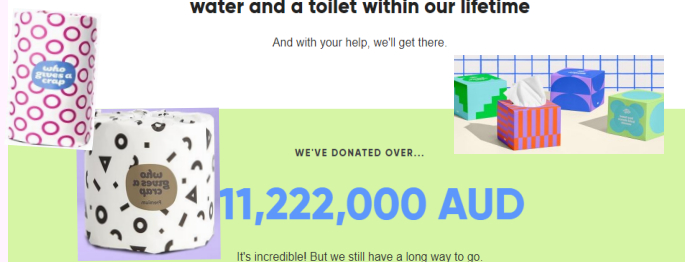 water and a toilet within our lifetime
And with your help, we'll get there.
who
gives a
crap
WE'VE DONATED OVER...
who
gives a
crap
Premium
11,222,000 AUD
It's incredible! But we still have a long way to go.